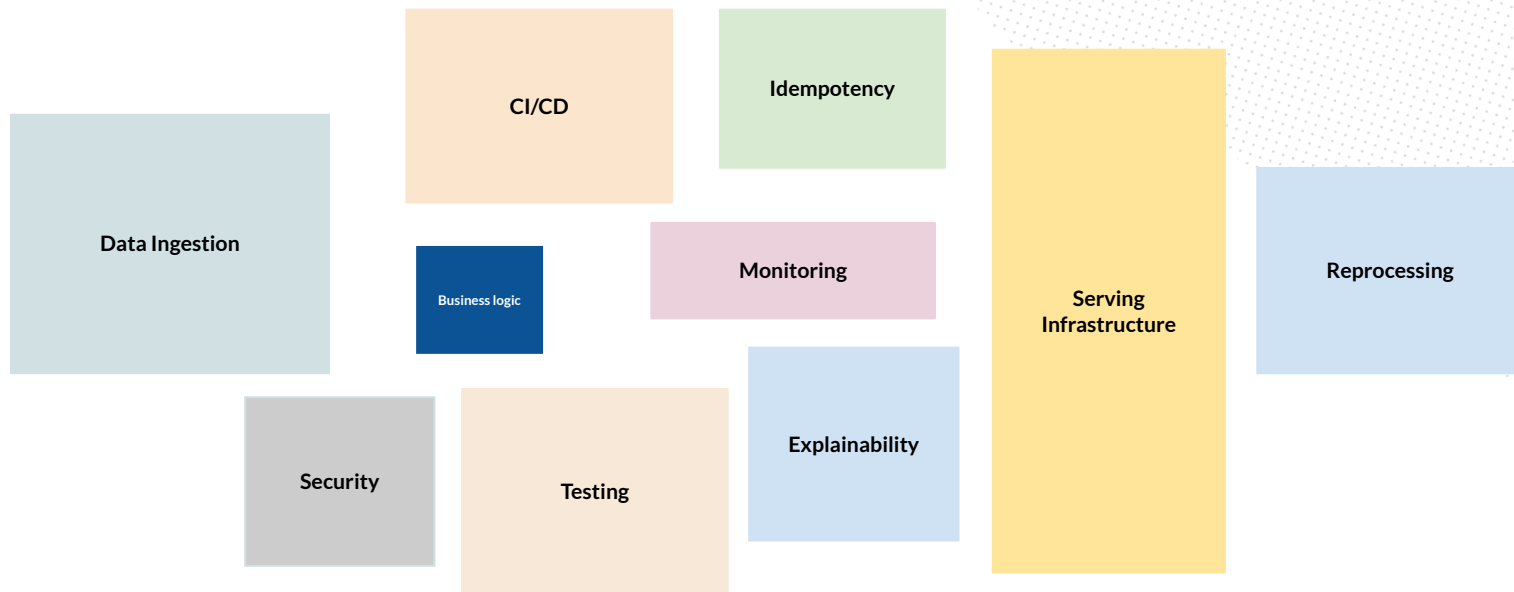 CI/CD
Idempotency
Data Ingestion
Business logic
Monitoring
Serving
Infrastructure
Reprocessing
Security
Testing
Explainability